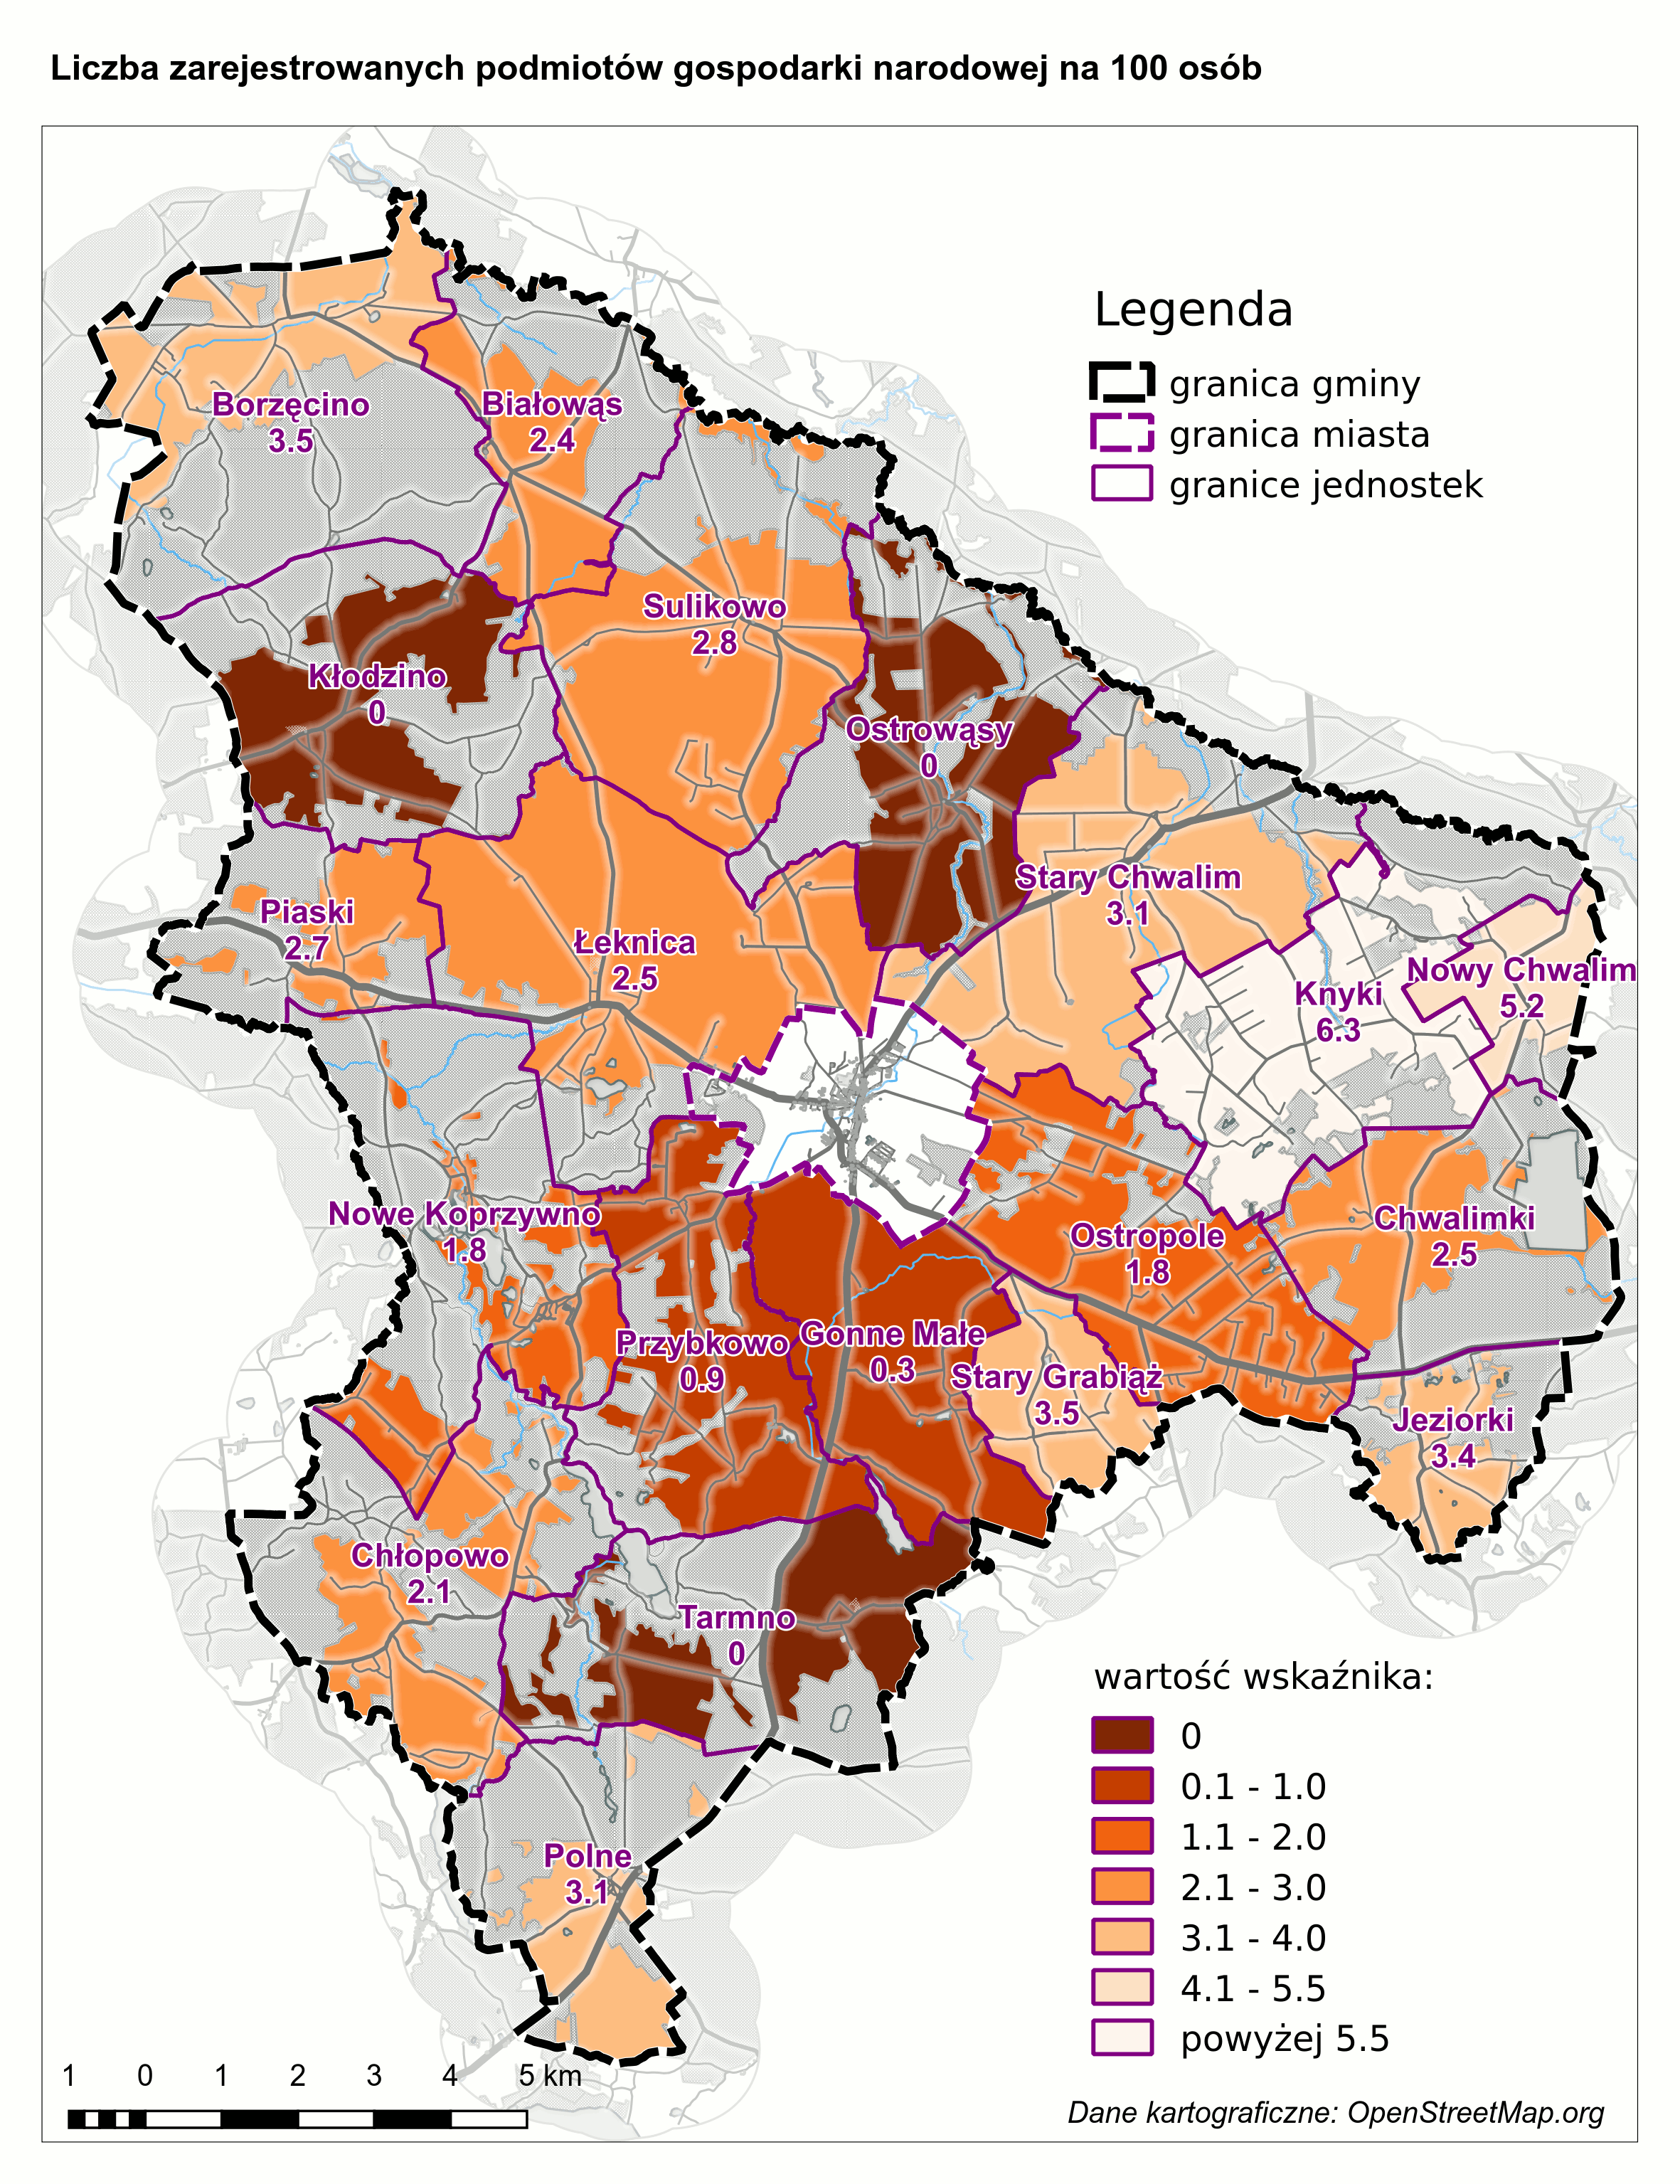 Liczba zarejestrowanych podmiotów gospodarki narodowej na 100 osób
Legenda
granica gminy
granica miasta
granice jednostek
Borzęcino
3.5
Białowąs
2.4
Sulikowo
2.8
Kłodzino
0
Ostrowąsy
0
Stary Chwalim
3.1
Piaski
2.7
Łeknica
2.5
Nowy Chwalim
5.2
Knyki
6.3
Nowe Koprzywno
1.8
Ostropole
1.8
Chwalimki
2.5
Przybkowo
0.9
Gonne Małe
0.3
Stary Grabiąż
3.5
Jeziorki
3.4
Chłopowo
2.1
Tarmno
0
Polne
3.1
wartość wskaźnika:
0
0.1 - 1.0
1.1 - 2.0
2.1 - 3.0
3.1 - 4.0
4.1 - 5.5
powyżej 5.5
1 0 1 2 3 4 5 km
Dane kartograficzne: OpenStreetMap.org